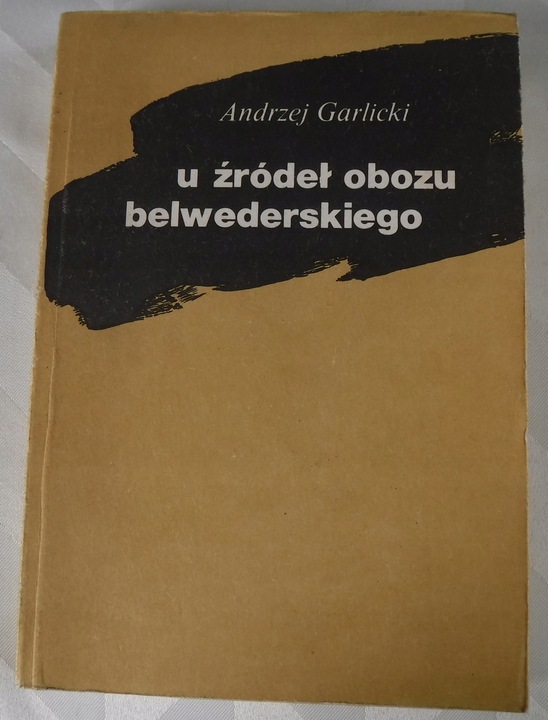 Andrzej Garlicki
u źródeł obozu
belwederskiego